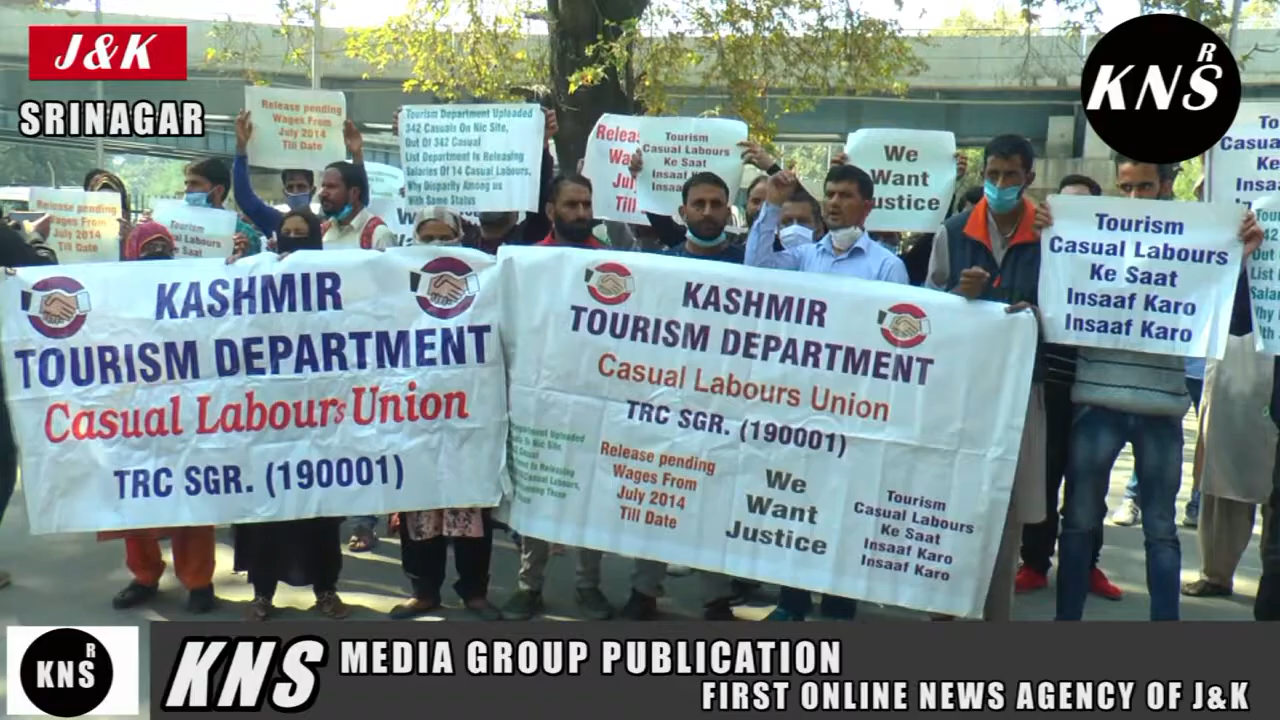 J&K
SRINAGAR
KNS
R
Release pending
Wages From
July 2014
Till Date
Tourism Department Uploaded
342 Casuals On Nic Site,
Out Of 342 Casual
List Department Is Releasing
Salaries Of 14 Casual Labours,
Why Disparity Among us
With Same Status
Tourism
Casual Labours
Ke Saat
Insaaf
We
Want
Justice
Release pending
Wages From
July 2014
Till Date
Tourism
Casual Labours
Ke Saat
Tourism
Casual Labours
Ke Saat
Insaaf Karo
Insaaf Karo
KASHMIR
TOURISM DEPARTMENT
Casual Labours Union
TRC SGR. (190001)
KASHMIR
TOURISM DEPARTMENT
Casual Labours Union
TRC SGR. (190001)
Release pending
Wages From
July 2014
Till Date
We
Want
Justice
Tourism
Casual Labours
Ke Saat
Insaaf Karo
Insaaf Karo
KNS
R
KNS MEDIA GROUP PUBLICATION
FIRST ONLINE NEWS AGENCY OF J&K